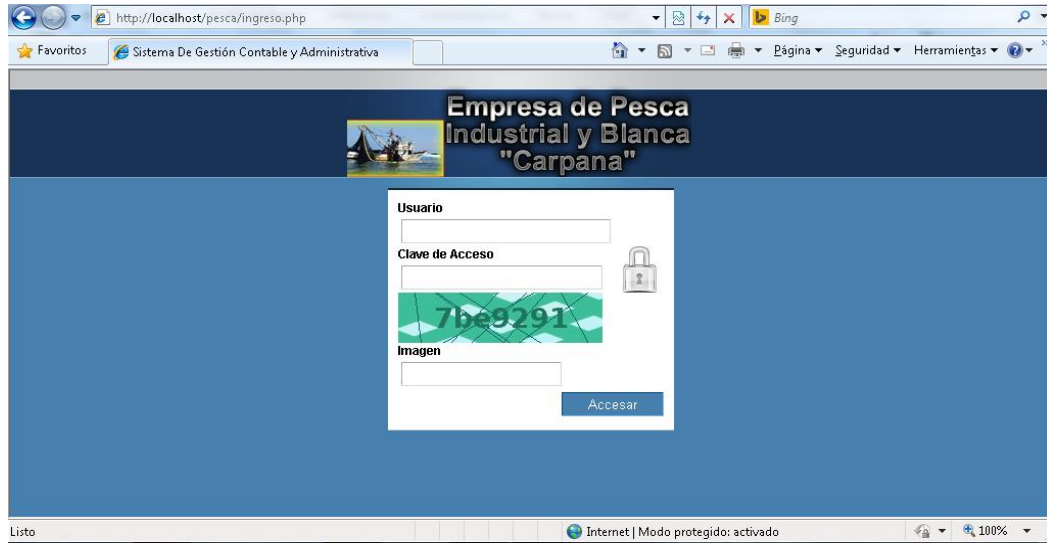 http://localhost/pesca/ingreso.php
Bing
Favoritos
Sistema De Gestión Contable y Administrativa
Página
Seguridad
Herramientas
Empresa de Pesca
Industrial y Blanca
"Carpana"
Usuario
Clave de Acceso
7be9291
Imagen
Accesar
Listo
Internet | Modo protegido: activado
100%